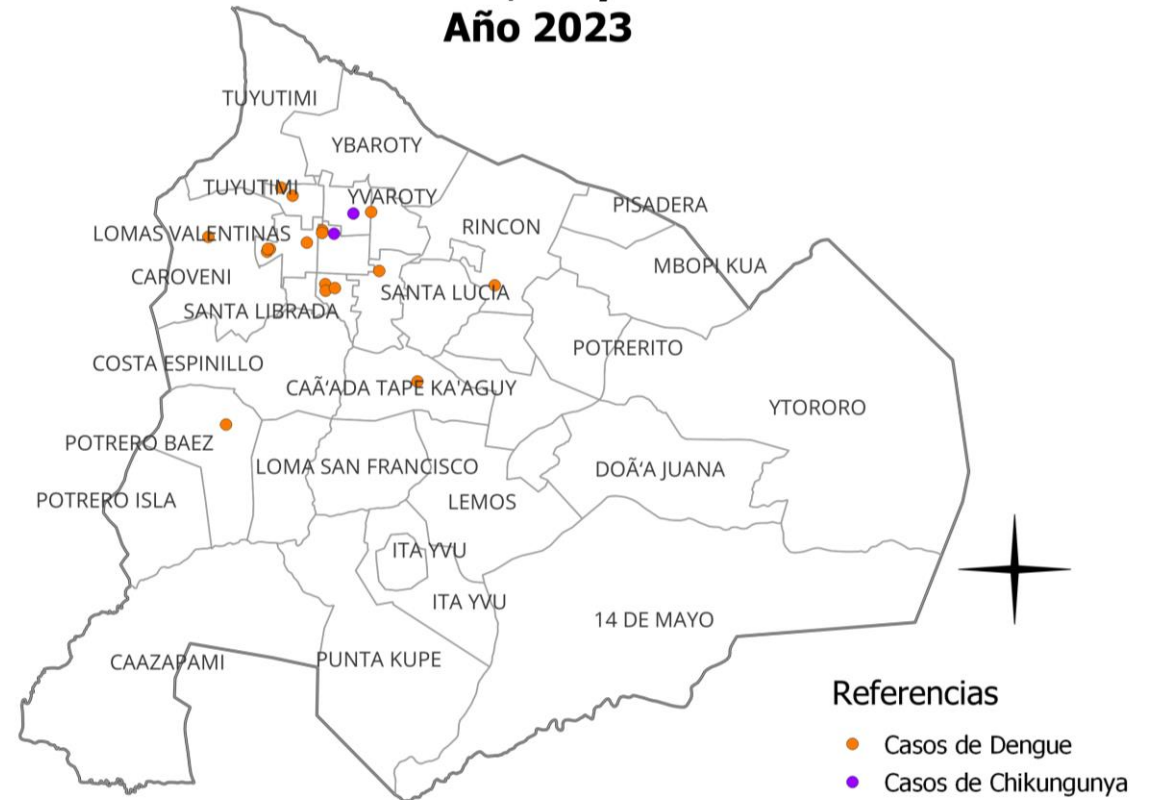 Año 2023
TUYUTIMI
YBAROTY
TUYUTIMI
YVAROTY
PISADERA
RINCON
LOMAS VALENTINAS
MBOPI KUA
CAROVENI
SANTA LUCIA
SANTA LIBRADA
POTRERITO
COSTA ESPINILLO
CAÃ‘ADA TAPE KA'AGUY
YTORORO
POTRERO BAEZ
LOMA SAN FRANCISCO
DOÃ‘A JUANA
POTRERO ISLA
LEMOS
ITA YVU
ITA YVU
14 DE MAYO
CAAZAPAMI
PUNTA KUPE
Referencias
Casos de Dengue
Casos de Chikungunya